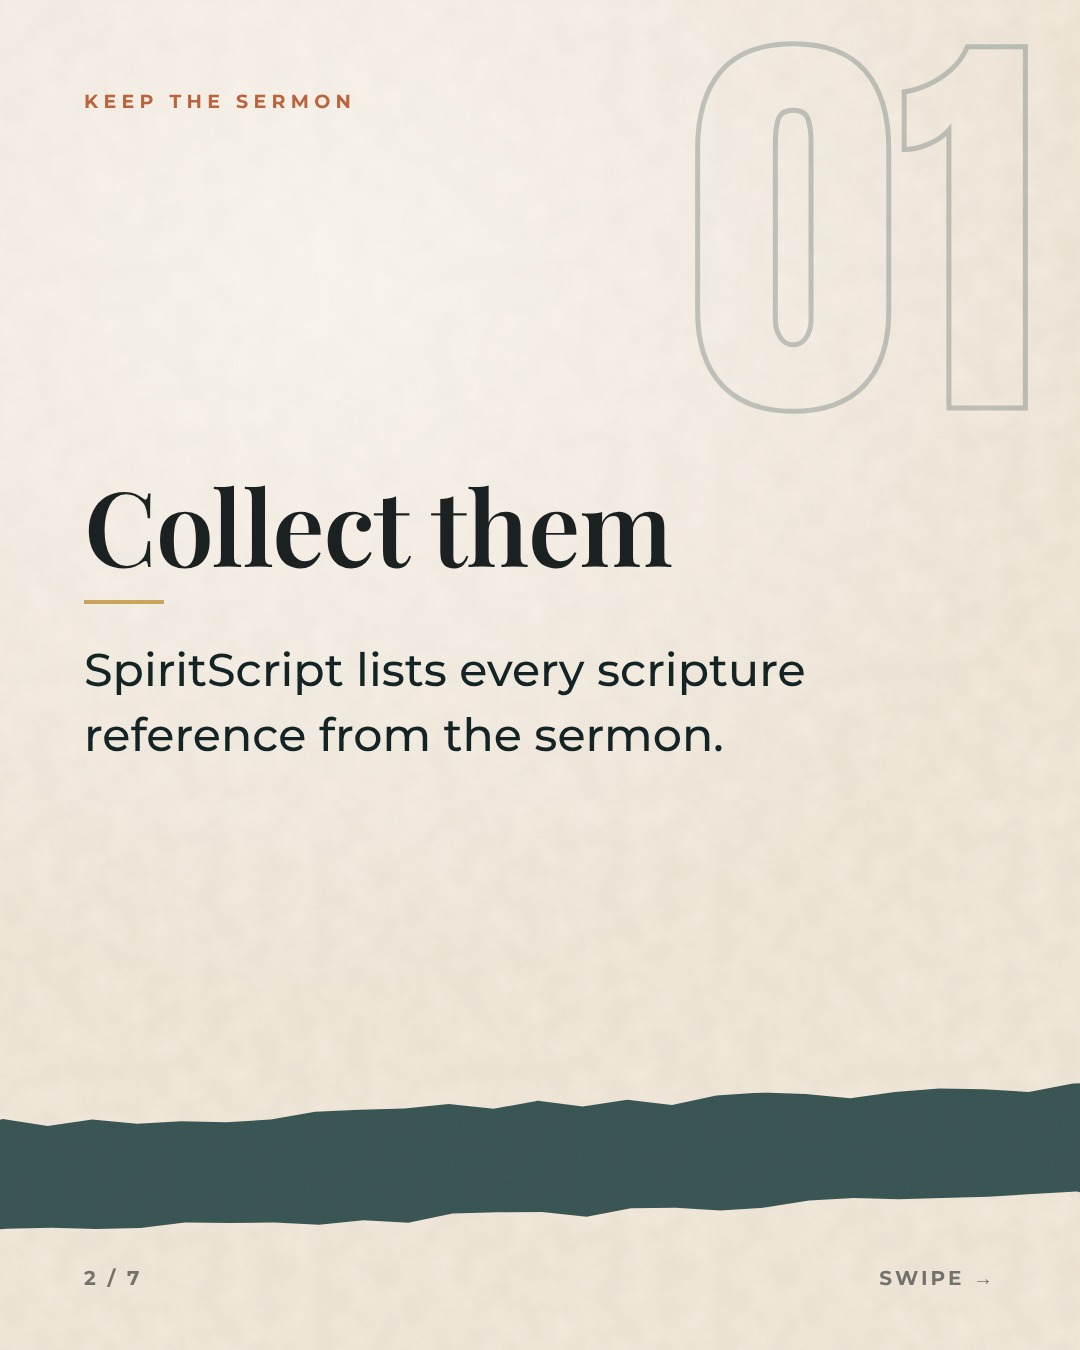 KEEP THE SERMON
01
Collect them
SpiritScript lists every scripture
reference from the sermon.
2 / 7
SWIPE →